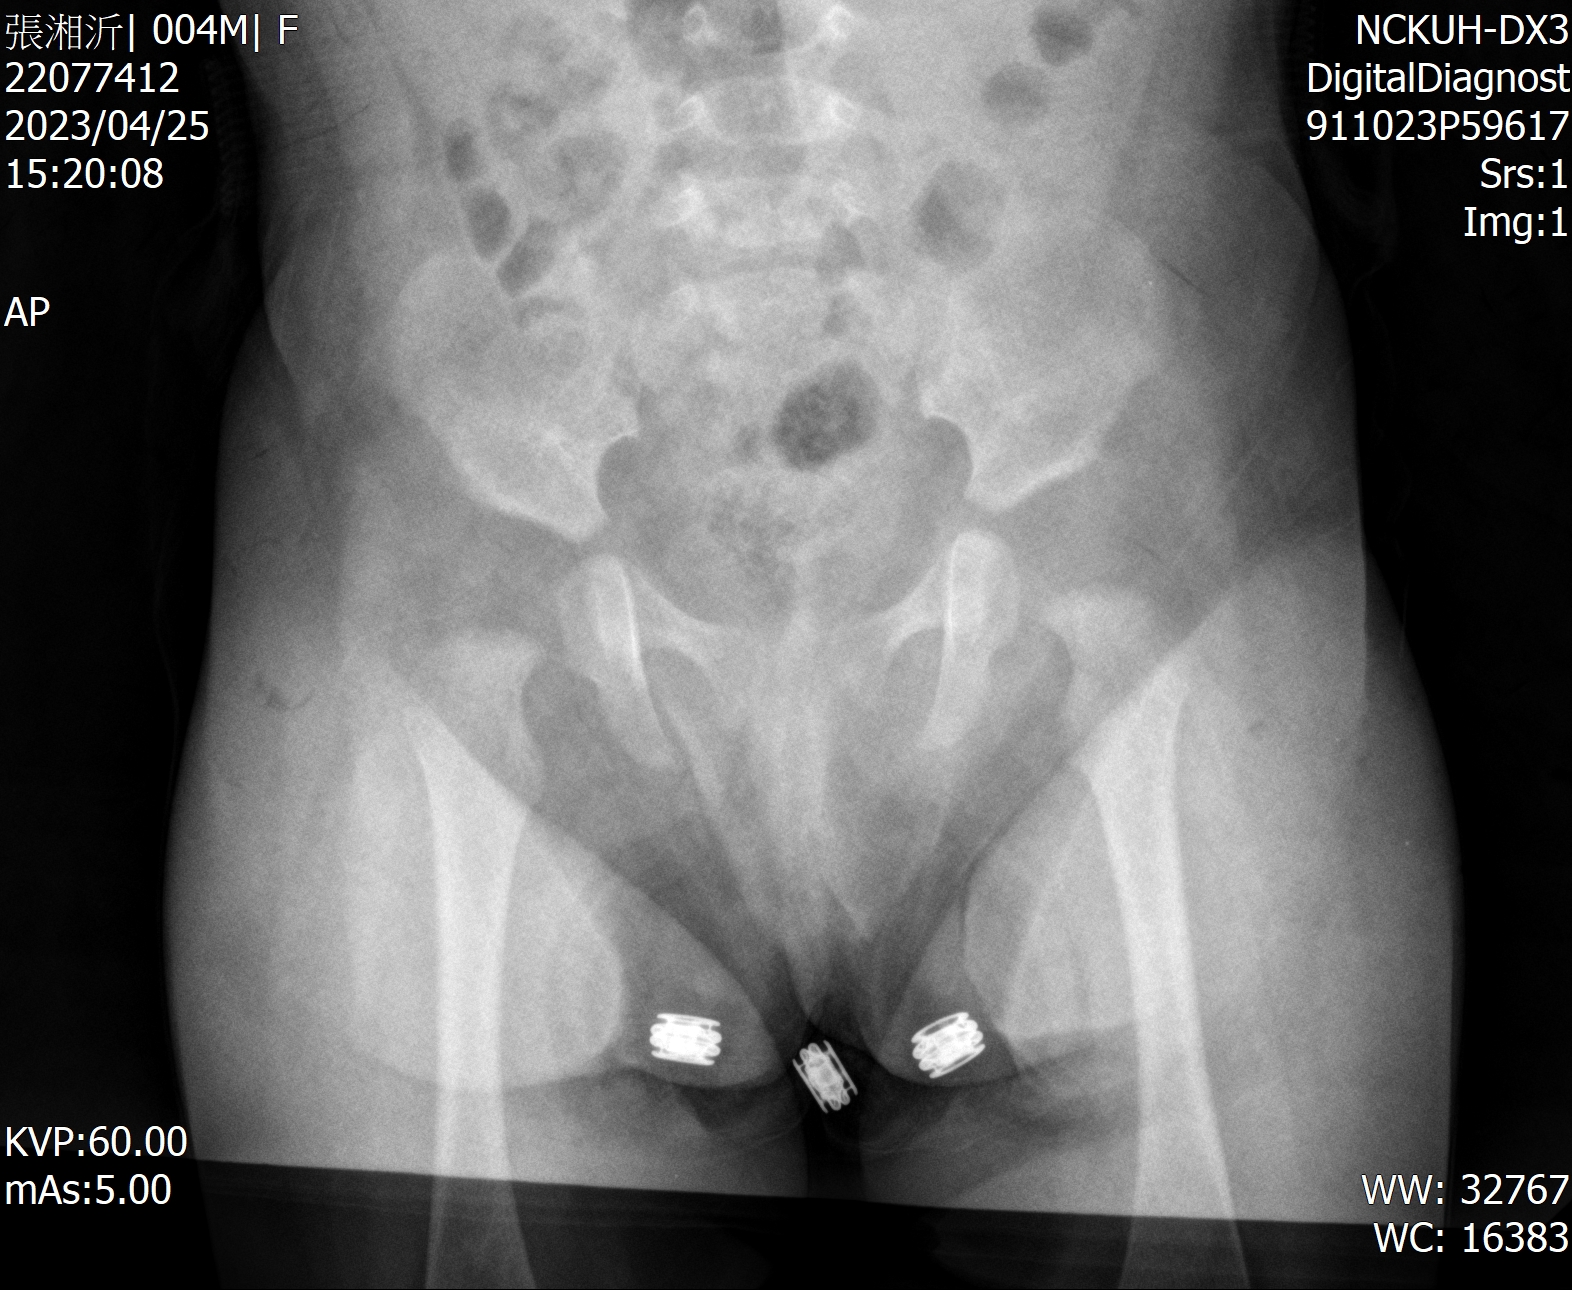 張湘沂| 004M| F
22077412
2023/04/25
15:20:08
AP
NCKUH-DX3
DigitalDiagnost
911023P59617
Srs:1
Img:1
KVP:60.00
mAs:5.00
WW: 32767
WC: 16383